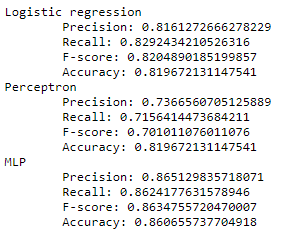 Logistic regression
Precision: 0.8161272666278229
Recall: 0.8292434210526316
F-score: 0.8204890185199857
Accuracy: 0.819672131147541
Perceptron
Precision: 0.7366560705125889
Recall: 0.7156414473684211
F-score: 0.701011076011076
Accuracy: 0.819672131147541
MLP
Precision: 0.865129835718071
Recall: 0.8624177631578946
F-score: 0.8634755720470007
Accuracy: 0.860655737704918